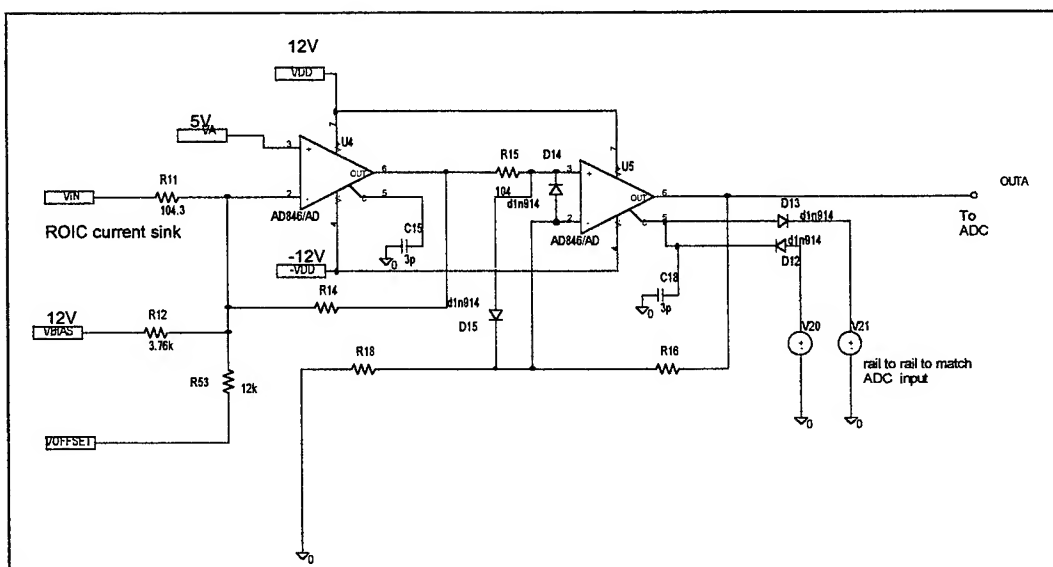 12V
VDD
5V
VA
3
+
7
V
U4
OUT
6
VIN
R11
104.3
2
-
AD846/AD
5
C
V
4
ROIC current sink
C15
3p
0
-12V
-VDD
R15
104
D14
d1n914
3
+
7
V
U5
OUT
6
2
-
AD846/AD
5
C
V
4
OUTA
To
ADC
D13
d1n914
d1n914
D12
C18
3p
0
R14
d1n914
D15
12V
VBIAS
R12
3.76k
R53
12k
VOFFSET
R18
R16
V20
+
-
V21
+
-
rail to rail to match
ADC input
0
0
0